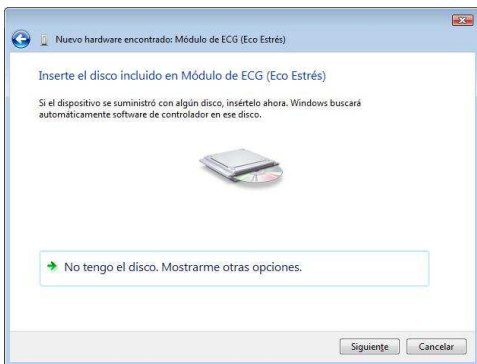 Nuevo hardware encontrado: Módulo de ECG (Eco Estrés)
Inserte el disco incluido en Módulo de ECG (Eco Estrés)
Si el dispositivo se suministró con algún disco, insértelo ahora. Windows buscará
automáticamente software de controlador en ese disco.
No tengo el disco. Mostrarme otras opciones.
Siguiente
Cancelar